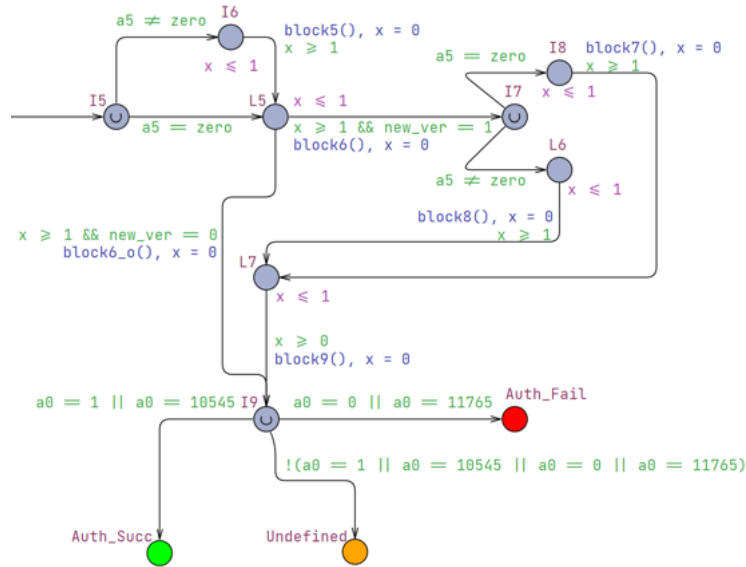 I6
a5 ≠ zero
block5(), x = 0
x ⩾ 1
x ⩽ 1
I5
a5 == zero
L5
x ⩽ 1
x ⩾ 1 && new_ver == 1
block6(), x = 0
a5 == zero
I8
block7(), x = 0
x ⩾ 1
x ⩽ 1
I7
L6
a5 ≠ zero
x ⩽ 1
block8(), x = 0
x ⩾ 1
x ⩾ 1 && new_ver == 0
block6_o(), x = 0
L7
x ⩽ 1
x ⩾ 0
block9(), x = 0
a0 == 1 || a0 == 10545
I9
a0 == 0 || a0 == 11765
Auth_Fail
!(a0 == 1 || a0 == 10545 || a0 == 0 || a0 == 11765)
Auth_Succ
Undefined